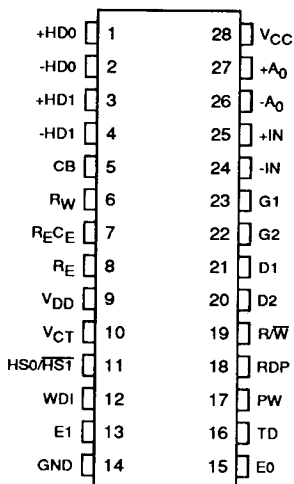 +HD0 1 28 VCC
-HD0 2 27 +A0
+HD1 3 26 -A0
-HD1 4 25 +IN
CB 5 24 -IN
RW 6 23 G1
RECE 7 22 G2
RE 8 21 D1
VDD 9 20 D2
VCT 10 19 R/W̅
HS0/H̅S̅1̅ 11 18 RDP
WDI 12 17 PW
E1 13 16 TD
GND 14 15 E0